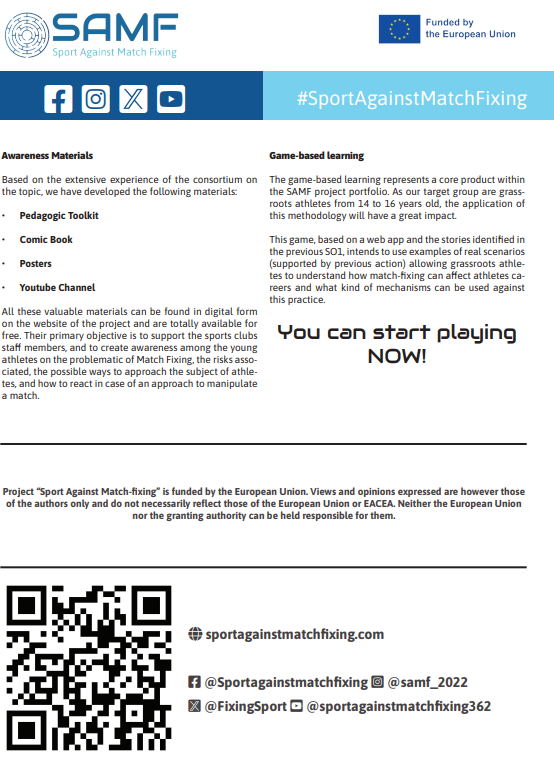 SAMF
Sport Against Match Fixing
Funded by
the European Union
#SportAgainstMatchFixing
Awareness Materials
Based on the extensive experience of the consortium on
the topic, we have developed the following materials:
• Pedagogic Toolkit
• Comic Book
• Posters
• Youtube Channel
All these valuable materials can be found in digital form
on the website of the project and are totally available for
free. Their primary objective is to support the sports clubs
staff members, and to create awareness among the young
athletes on the problematic of Match Fixing, the risks asso-
ciated, the possible ways to approach the subject of athle-
tes, and how to react in case of an approach to manipulate
a match.
Game-based learning
The game-based learning represents a core product within
the SAMF project portfolio. As our target group are grass-
roots athletes from 14 to 16 years old, the application of
this methodology will have a great impact.
This game, based on a web app and the stories identified in
the previous SO1, intends to use examples of real scenarios
(supported by previous action) allowing grassroots athle-
tes to understand how match-fixing can affect athletes ca-
reers and what kind of mechanisms can be used against
this practice.
You can start playing
NOW!
Project “Sport Against Match-fixing” is funded by the European Union. Views and opinions expressed are however those
of the authors only and do not necessarily reflect those of the European Union or EACEA. Neither the European Union
nor the granting authority can be held responsible for them.
sportagainstmatchfixing.com
@Sportagainstmatchfixing @samf_2022
@FixingSport @sportagainstmatchfixing362